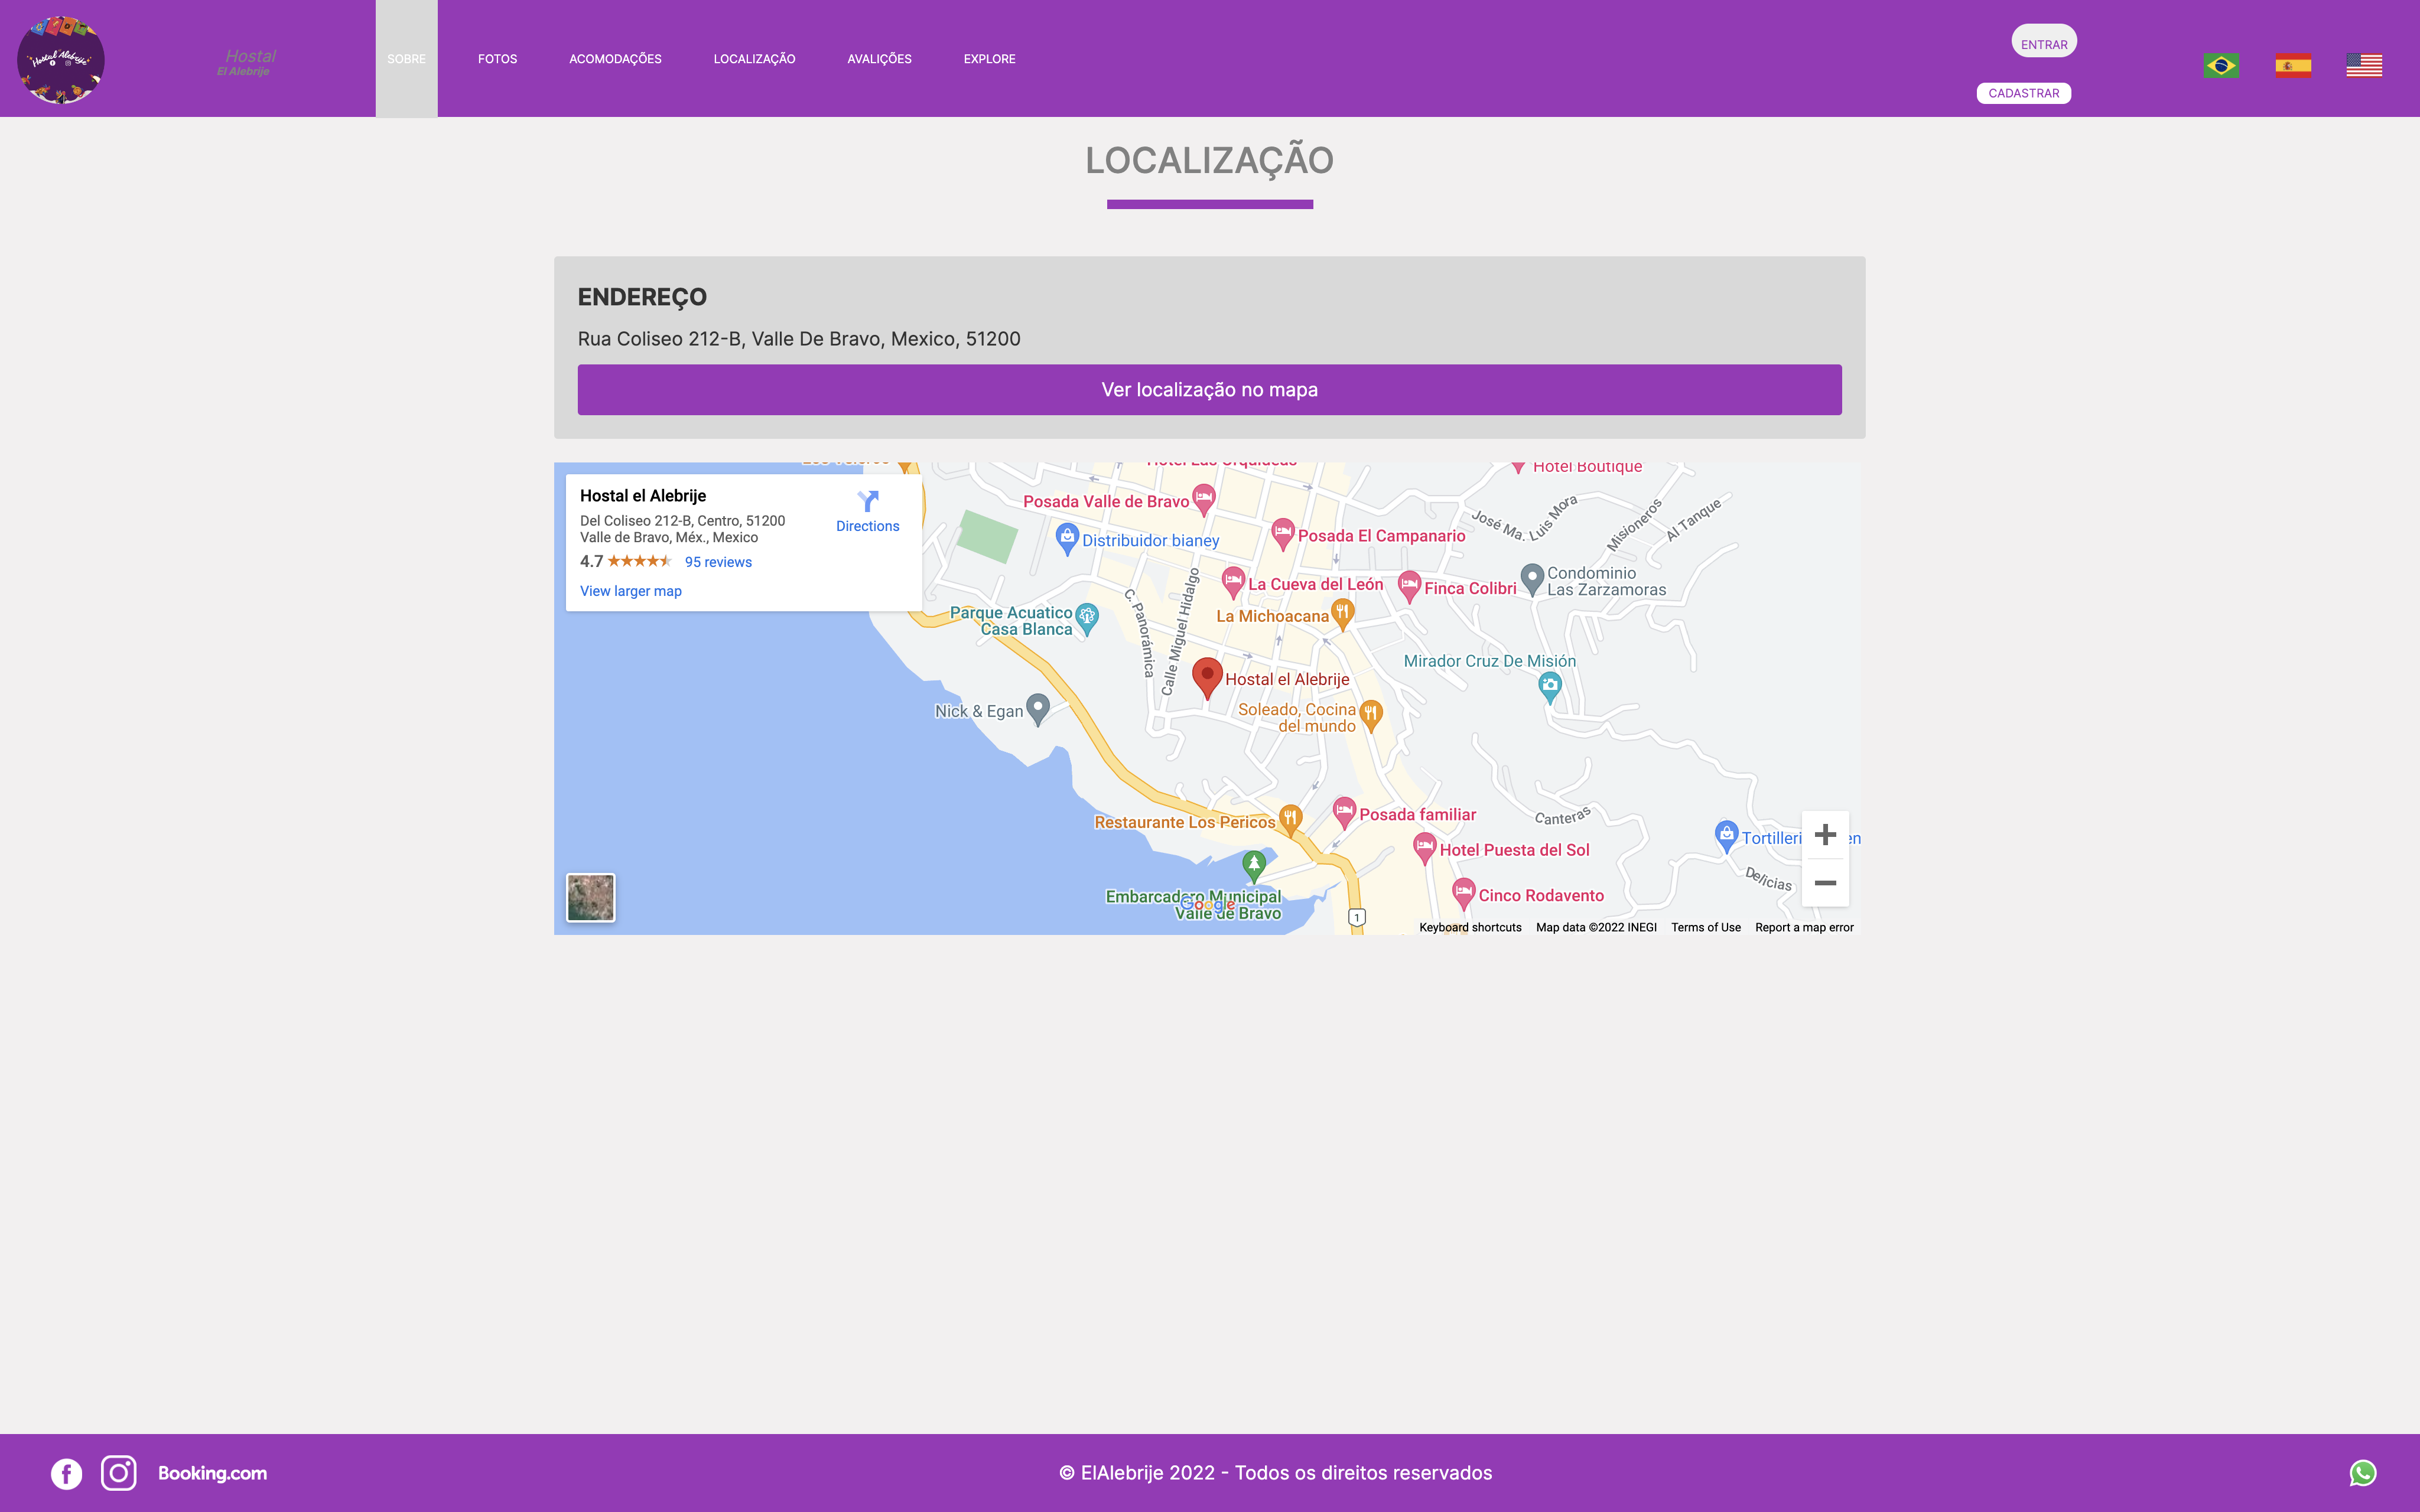 Hostal el Alebrije
Hostal
El Alebrije
SOBRE
FOTOS
ACOMODAÇÕES
LOCALIZAÇÃO
AVALIÇÕES
EXPLORE
ENTRAR
CADASTRAR
LOCALIZAÇÃO
ENDEREÇO
Rua Coliseo 212-B, Valle De Bravo, Mexico, 51200
Ver localização no mapa
Hostal el Alebrije
Del Coliseo 212-B, Centro, 51200
Valle de Bravo, Méx., Mexico
4.7
95 reviews
View larger map
Directions
Hotel Boutique
Posada Valle de Bravo
José Ma. Luis Mora
Misioneros
Al Tanque
Distribuidor bianey
Posada El Campanario
La Cueva del León
Finca Colibri
Condominio
Las Zarzamoras
Parque Acuatico
Casa Blanca
C. Panorámica
Calle Miguel Hidalgo
La Michoacana
Mirador Cruz De Misión
Hostal el Alebrije
Nick & Egan
Soleado, Cocina
del mundo
Restaurante Los Pericos
Posada familiar
Canteras
Hotel Puesta del Sol
Delicias
Embarcadero Municipal
Valle de Bravo
Google
Cinco Rodavento
1
Keyboard shortcuts
Map data ©2022 INEGI
Terms of Use
Report a map error
Booking.com
© ElAlebrije 2022 - Todos os direitos reservados